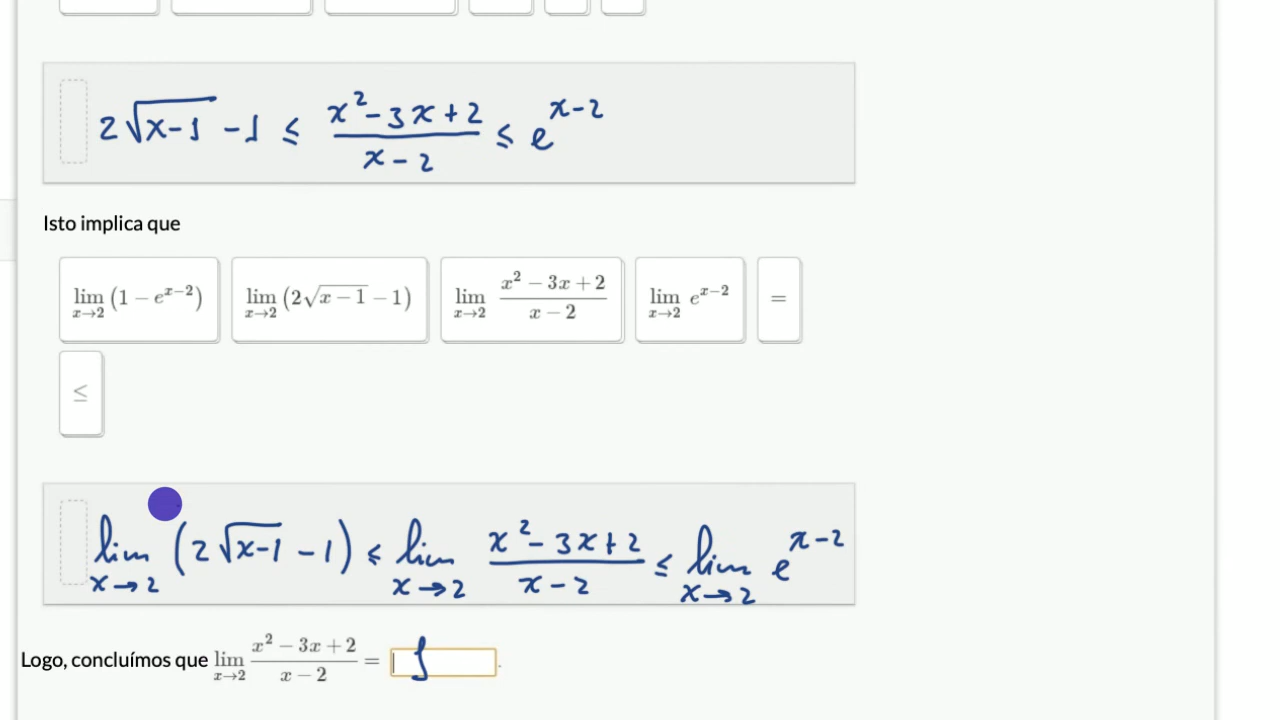 2√(x-1) - 1 ≤ (x² - 3x + 2)/(x - 2) ≤ e^(x-2)
Isto implica que
lim x→2 (1 − e^(x−2)) lim x→2 (2√(x − 1) − 1) lim x→2 (x² − 3x + 2)/(x − 2) lim x→2 e^(x−2) =
≤
lim x→2 (2√(x-1) - 1) ≤ lim x→2 (x² - 3x + 2)/(x - 2) ≤ lim x→2 e^(x-2)
Logo, concluímos que lim x→2 (x² − 3x + 2)/(x − 2) = 1.